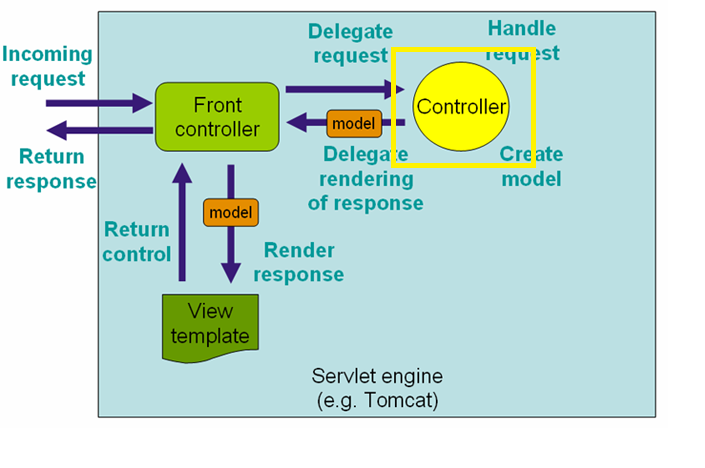 Incoming
request
Return
response
Front
controller
Delegate
request
Handle
request
Controller
model
Delegate
rendering
of response
Create
model
Return
control
model
Render
response
View
template
Servlet engine
(e.g. Tomcat)